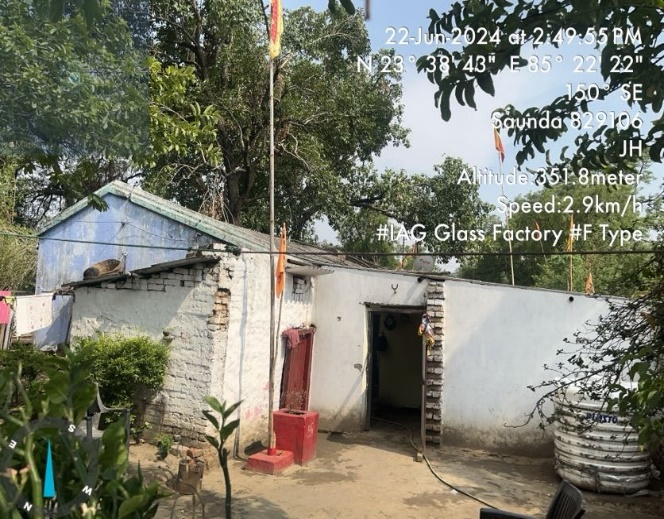 22-Jun-2024 at 2:49:55 PM
N 23° 38' 43" E 85° 22' 22"
150° SE
Saunda 829106
JH
Altitude:351.8meter
Speed:2.9km/h
#IAG Glass Factory #F Type
S
E
W
N